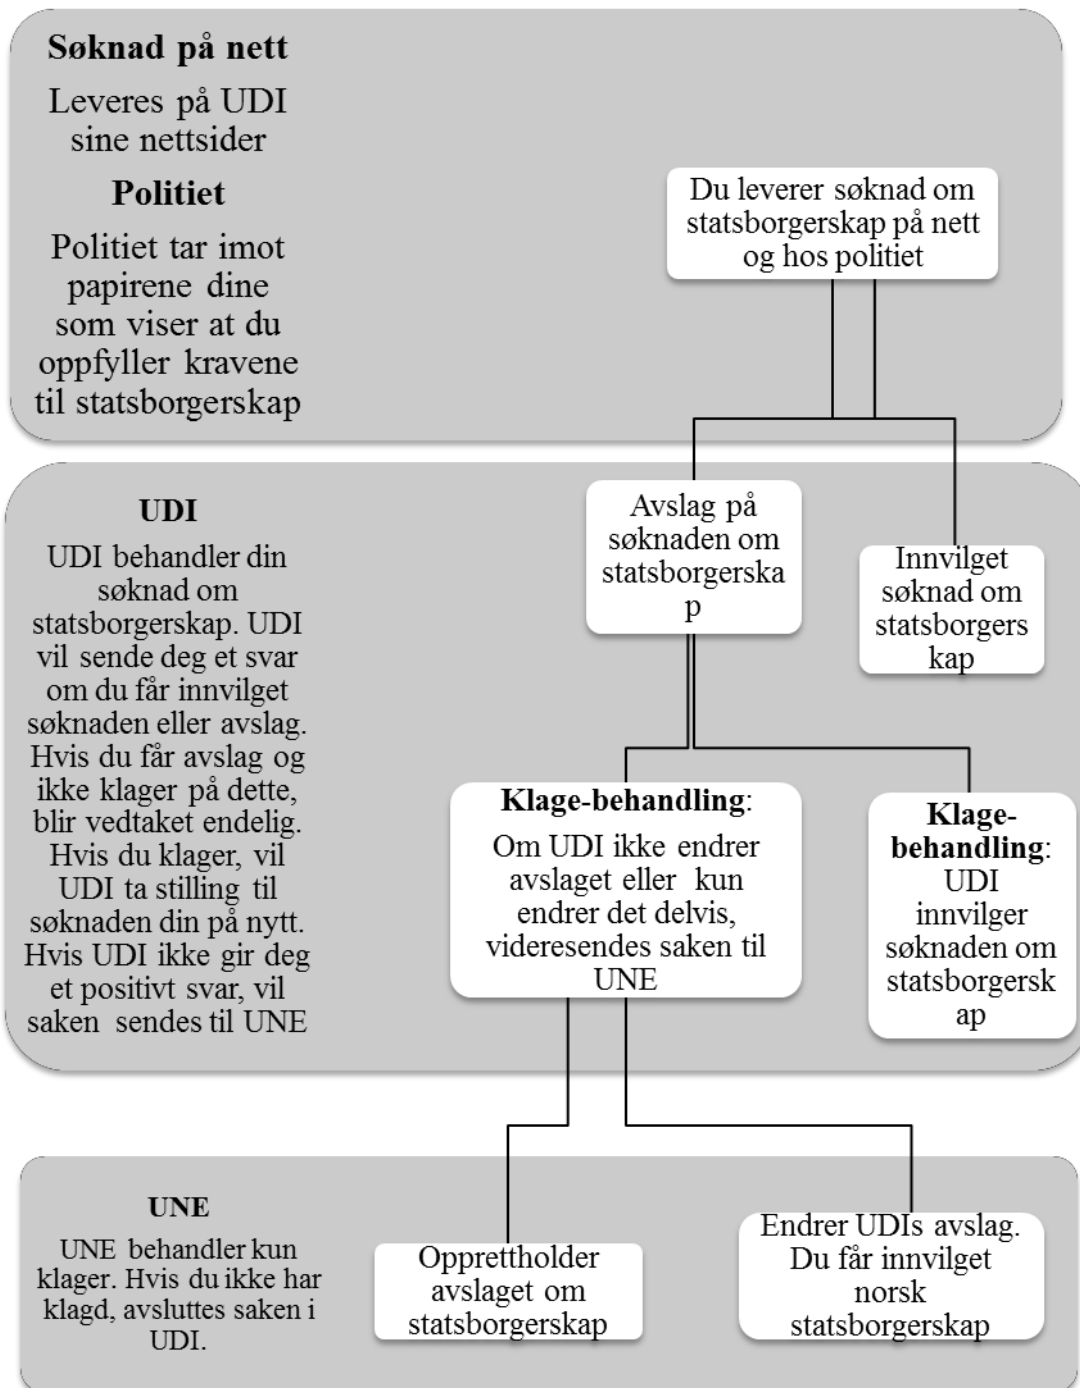 Søknad på nett
Leveres på UDI
sine nettsider
Politiet
Politiet tar imot
papirene dine
som viser at du
oppfyller kravene
til statsborgerskap
Du leverer søknad om
statsborgerskap på nett
og hos politiet
UDI
UDI behandler din
søknad om
statsborgerskap. UDI
vil sende deg et svar
om du får innvilget
søknaden eller avslag.
Hvis du får avslag og
ikke klager på dette,
blir vedtaket endelig.
Hvis du klager, vil
UDI ta stilling til
søknaden din på nytt.
Hvis UDI ikke gir deg
et positivt svar, vil
saken sendes til UNE
Avslag på
søknaden om
statsborgerska
p
Innvilget
søknad om
statsborgers
kap
Klage-behandling:
Om UDI ikke endrer
avslaget eller kun
endrer det delvis,
videresendes saken til
UNE
Klage-
behandling:
UDI
innvilger
søknaden om
statsborgersk
ap
UNE
UNE behandler kun
klager. Hvis du ikke har
klagd, avsluttes saken i
UDI.
Opprettholder
avslaget om
statsborgerskap
Endrer UDIs avslag.
Du får innvilget
norsk
statsborgerskap